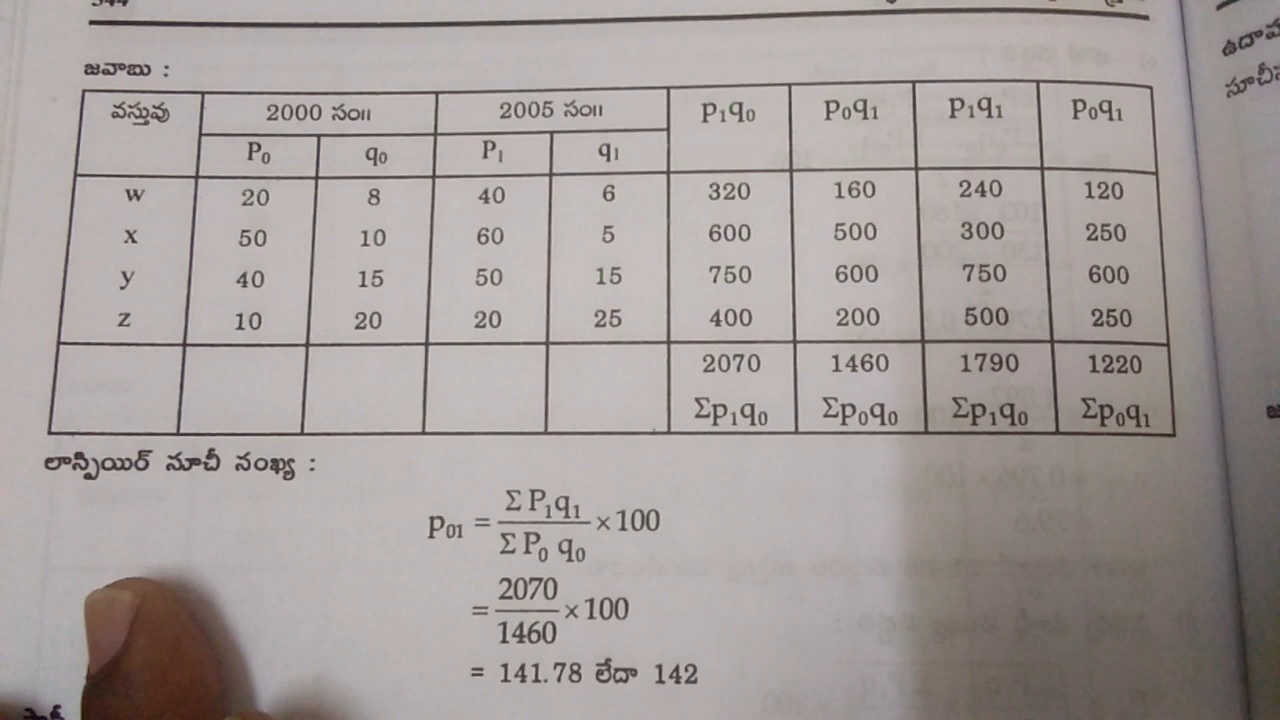 344
జవాబు :
వస్తువు 2000 సం॥ 2005 సం॥ p₁q₀ p₀q₁ p₁q₁ p₀q₁
P₀ q₀ P₁ q₁
w 20 8 40 6 320 160 240 120
x 50 10 60 5 600 500 300 250
y 40 15 50 15 750 600 750 600
z 10 20 20 25 400 200 500 250
2070 1460 1790 1220
Σp₁q₀ Σp₀q₀ Σp₁q₀ Σp₀q₁
లాస్పియిర్ సూచీ సంఖ్య :
p₀₁ = ΣP₁q₁ / ΣP₀ q₀ × 100
= 2070 / 1460 × 100
= 141.78 లేదా 142